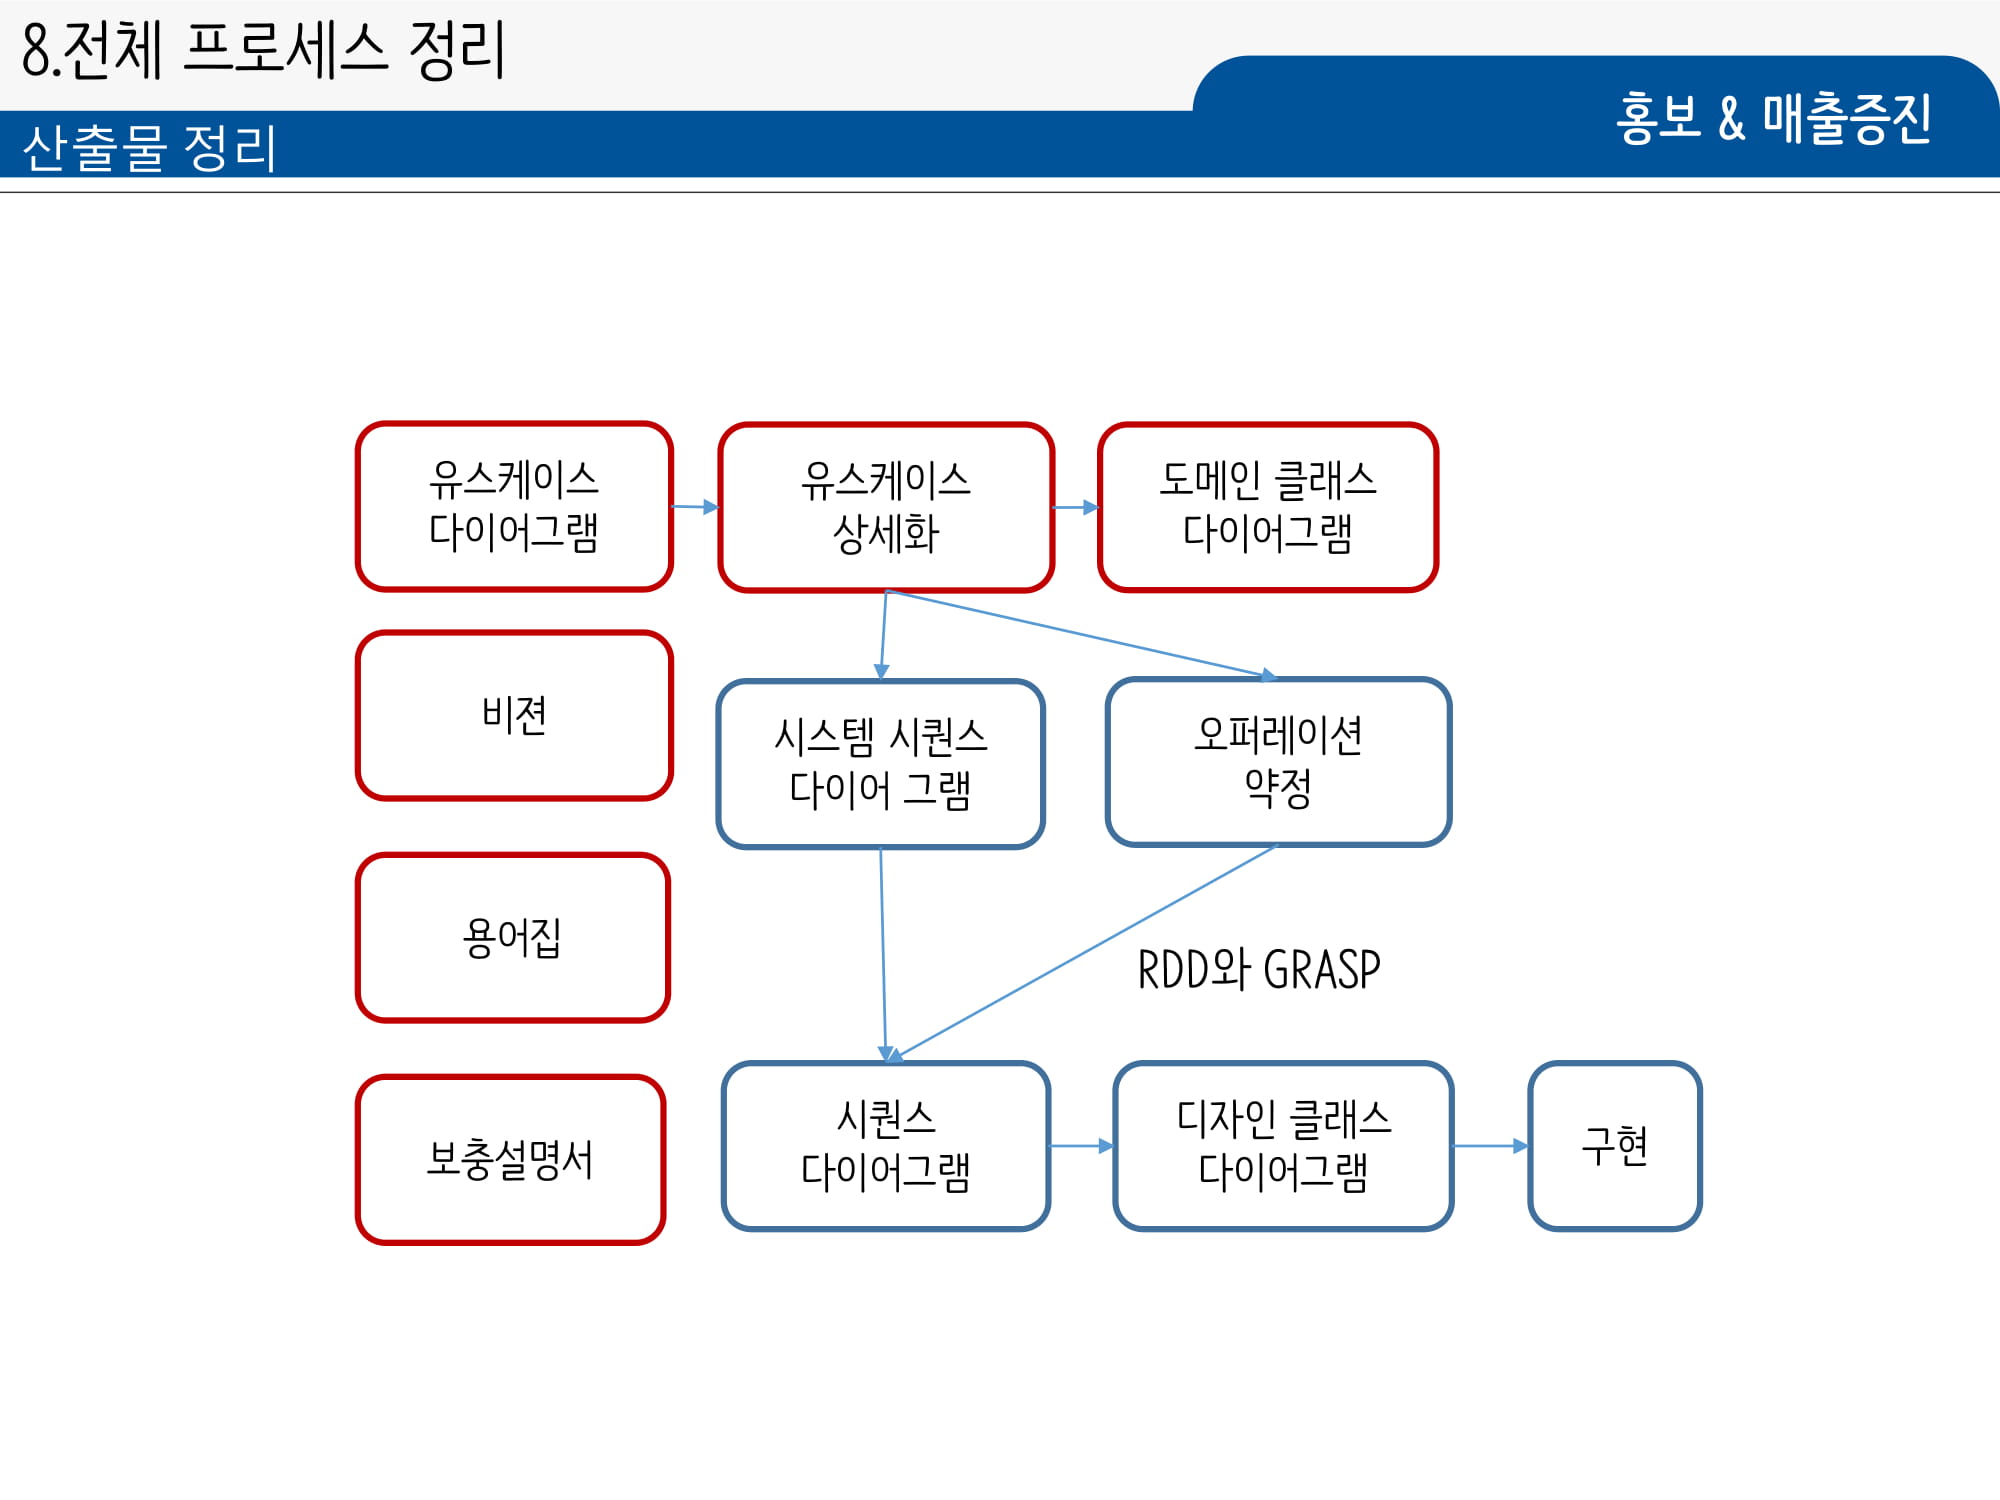 8.전체 프로세스 정리
홍보 & 매출증진
산출물 정리
유스케이스
다이어그램
유스케이스
상세화
도메인 클래스
다이어그램
비젼
시스템 시퀀스
다이어 그램
오퍼레이션
약정
용어집
RDD와 GRASP
보충설명서
시퀀스
다이어그램
디자인 클래스
다이어그램
구현